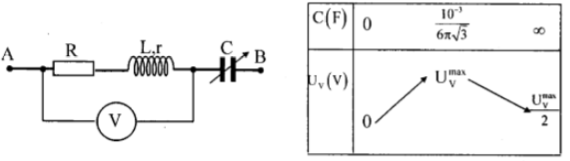 A R L,r C B
V
C(F) 0 10⁻³/6π√3 ∞
U_V(V) 0 U_V^max U_V^max/2